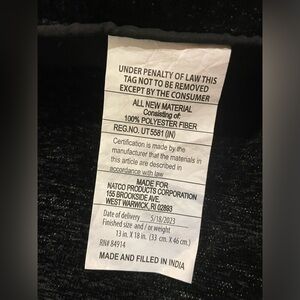 UNDER PENALTY OF LAW THIS
TAG NOT TO BE REMOVED
EXCEPT BY THE CONSUMER
ALL NEW MATERIAL
Consisting of:
100% POLYESTER FIBER
REG.NO. UT5581 (IN)
Certification is made by the
manufacturer that the materials in
this article are described in
accordance with law
MADE FOR
NATCO PRODUCTS CORPORATION
155 BROOKSIDE AVE.
WEST WARWICK, RI 02893
Date of delivery 5/18/2023
Finished size and / or weight
13 in. X 18 in. (33 cm. X 46 cm.)
RIN# 84914
MADE AND FILLED IN INDIA